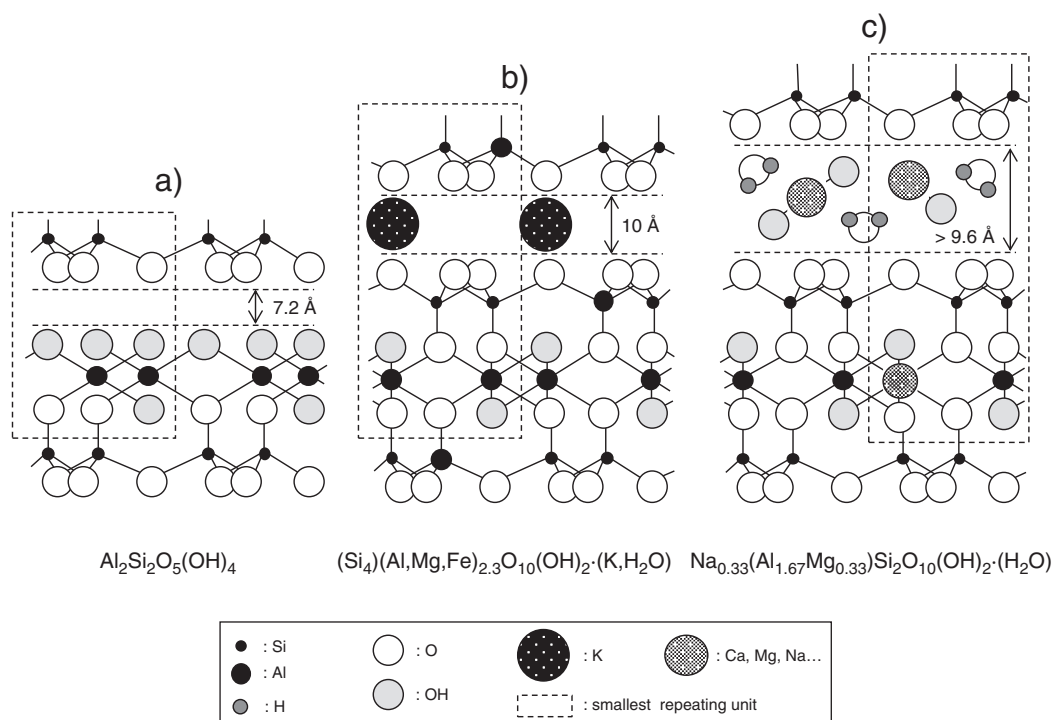 a)
b)
c)
7.2 Å
10 Å
> 9.6 Å
Al₂Si₂O₅(OH)₄
(Si₄)(Al,Mg,Fe)₂.₃O₁₀(OH)₂·(K,H₂O)
Na₀.₃₃(Al₁.₆₇Mg₀.₃₃)Si₂O₁₀(OH)₂·(H₂O)
: Si
: Al
: H
: O
: OH
: K
: Ca, Mg, Na...
: smallest repeating unit